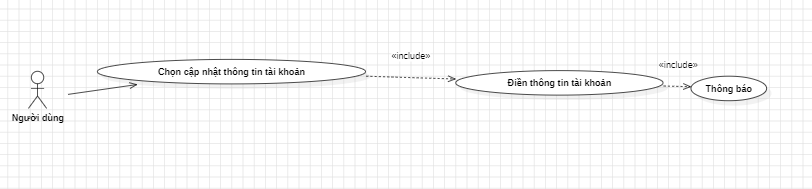 «include»
Chọn cập nhật thông tin tài khoản
«include»
Điền thông tin tài khoản
Thông báo
Người dùng